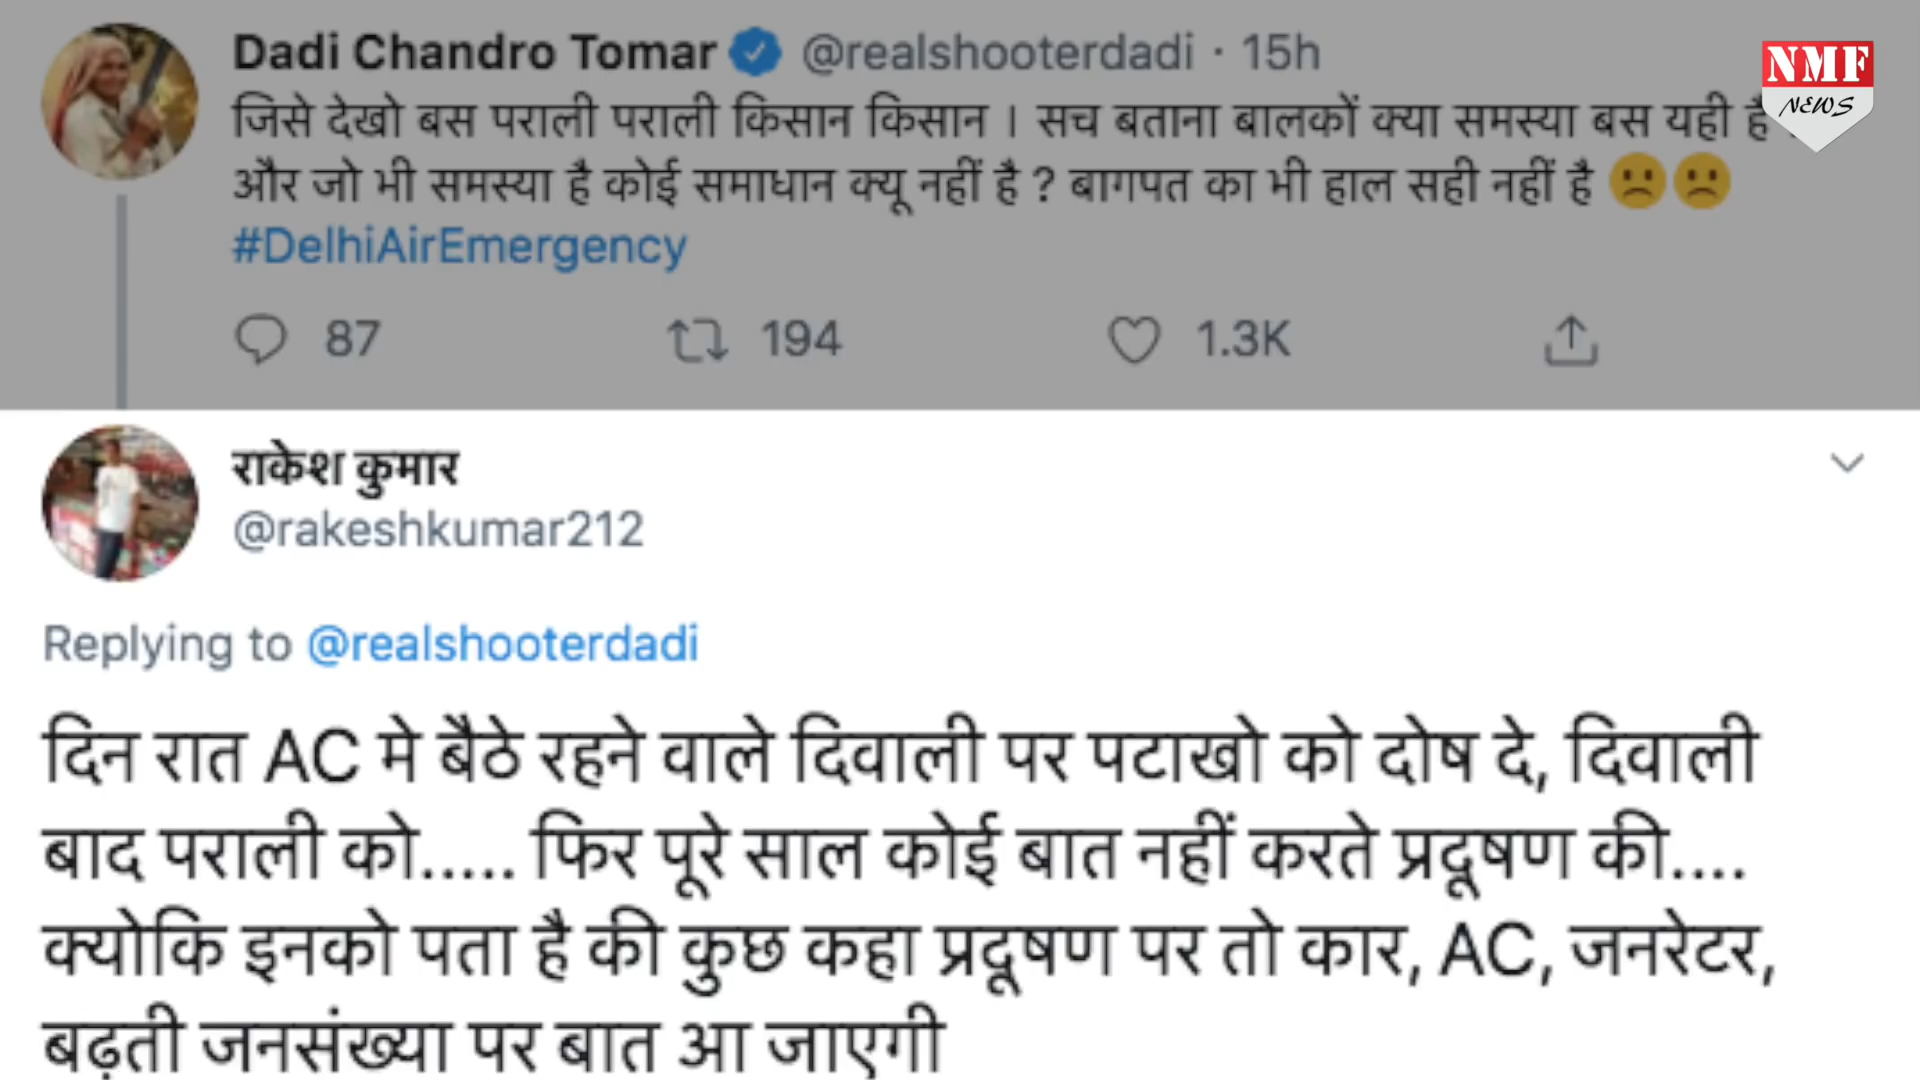 Dadi Chandro Tomar @realshooterdadi · 15h
NMF
NEWS
जिसे देखो बस पराली पराली किसान किसान । सच बताना बालकों क्या समस्या बस यही है
और जो भी समस्या है कोई समाधान क्यू नहीं है ? बागपत का भी हाल सही नहीं है 🙁🙁
#DelhiAirEmergency
87 194 1.3K
राकेश कुमार
@rakeshkumar212
Replying to @realshooterdadi
दिन रात AC मे बैठे रहने वाले दिवाली पर पटाखो को दोष दे, दिवाली
बाद पराली को..... फिर पूरे साल कोई बात नहीं करते प्रदूषण की....
क्योकि इनको पता है की कुछ कहा प्रदूषण पर तो कार, AC, जनरेटर,
बढ़ती जनसंख्या पर बात आ जाएगी